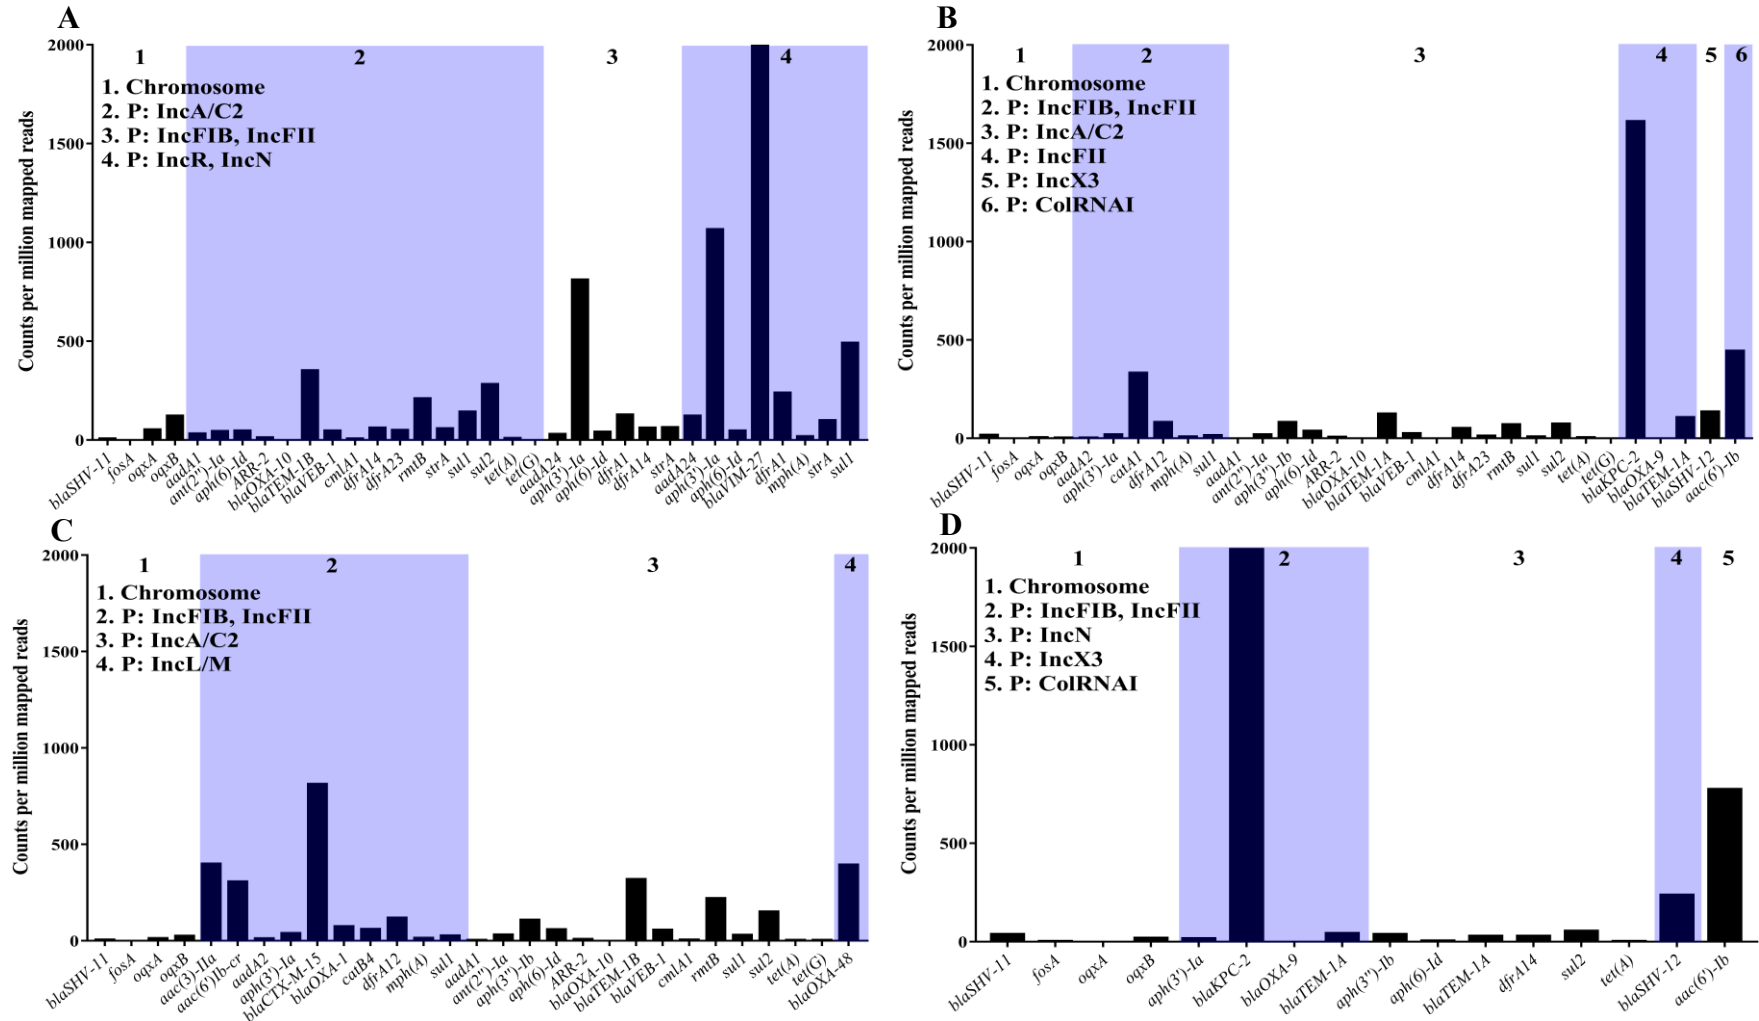 A
Counts per million mapped reads
2000
1500
1000
500
0
1 2 3 4
1. Chromosome
2. P: IncA/C2
3. P: IncFIB, IncFII
4. P: IncR, IncN
blaSHV-11
fosA
oqxA
oqxB
aadA1
ant(2")-Ia
aph(6)-Id
ARR-2
blaOXA-10
blaTEM-1B
blaVEB-1
cmlA1
dfrA14
dfrA23
rmtB
strA
sul1
sul2
tet(A)
tet(G)
aadA24
aph(3')-Ia
aph(6)-Id
dfrA1
dfrA14
strA
aadA24
aph(3')-Ia
aph(6)-Id
blaVIM-27
dfrA1
mph(A)
strA
sul1
B
Counts per million mapped reads
2000
1500
1000
500
0
1 2 3 4 5 6
1. Chromosome
2. P: IncFIB, IncFII
3. P: IncA/C2
4. P: IncFII
5. P: IncX3
6. P: ColRNAI
blaSHV-11
fosA
oqxA
oqxB
aadA2
aph(3')-Ia
catA1
dfrA12
mph(A)
sul1
aadA1
ant(2")-Ia
aph(3")-Ib
aph(6)-Id
ARR-2
blaOXA-10
blaTEM-1A
blaVEB-1
cmlA1
dfrA14
dfrA23
rmtB
sul1
sul2
tet(A)
tet(G)
blaKPC-2
blaOXA-9
blaTEM-1A
blaSHV-12
aac(6')-Ib
C
Counts per million mapped reads
2000
1500
1000
500
0
1 2 3 4
1. Chromosome
2. P: IncFIB, IncFII
3. P: IncA/C2
4. P: IncL/M
blaSHV-11
fosA
oqxA
oqxB
aac(3)-IIa
aac(6')Ib-cr
aadA2
aph(3')-Ia
blaCTX-M-15
blaOXA-1
catB4
dfrA12
mph(A)
sul1
aadA1
ant(2")-Ia
aph(3")-Ib
aph(6)-Id
ARR-2
blaOXA-10
blaTEM-1B
blaVEB-1
cmlA1
rmtB
sul1
sul2
tet(A)
tet(G)
blaOXA-48
D
Counts per million mapped reads
2000
1500
1000
500
0
1 2 3 4 5
1. Chromosome
2. P: IncFIB, IncFII
3. P: IncN
4. P: IncX3
5. P: ColRNAI
blaSHV-11
fosA
oqxA
oqxB
aph(3')-Ia
blaKPC-2
blaOXA-9
blaTEM-1A
aph(3")-Ib
aph(6)-Id
blaTEM-1A
dfrA14
sul2
tet(A)
blaSHV-12
aac(6')-Ib